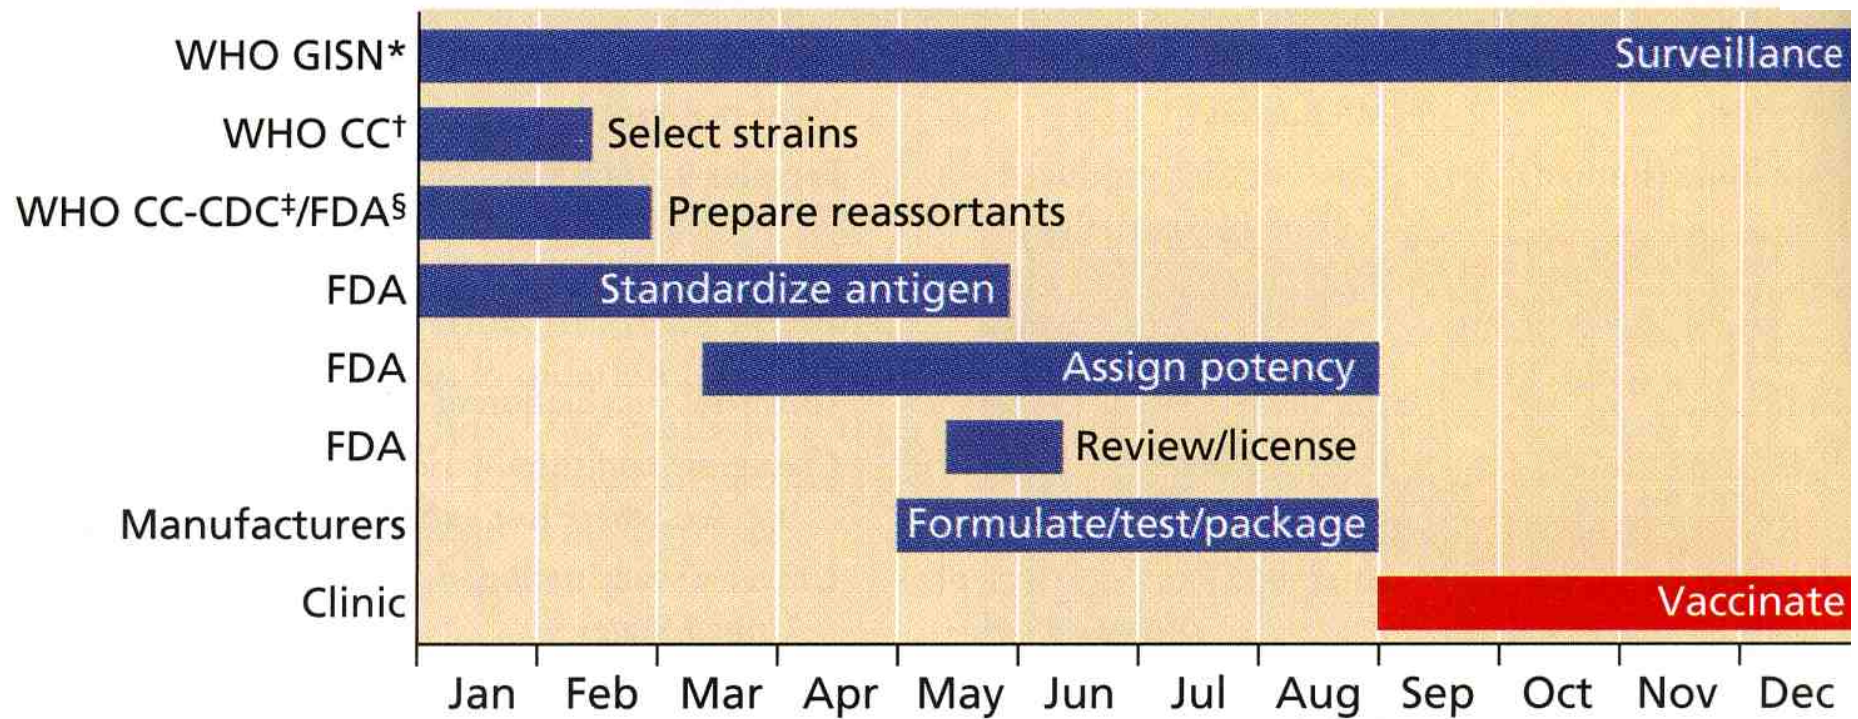 WHO GISN* Surveillance
WHO CC† Select strains
WHO CC-CDC‡/FDA§ Prepare reassortants
FDA Standardize antigen
FDA Assign potency
FDA Review/license
Manufacturers Formulate/test/package
Clinic Vaccinate
Jan Feb Mar Apr May Jun Jul Aug Sep Oct Nov Dec